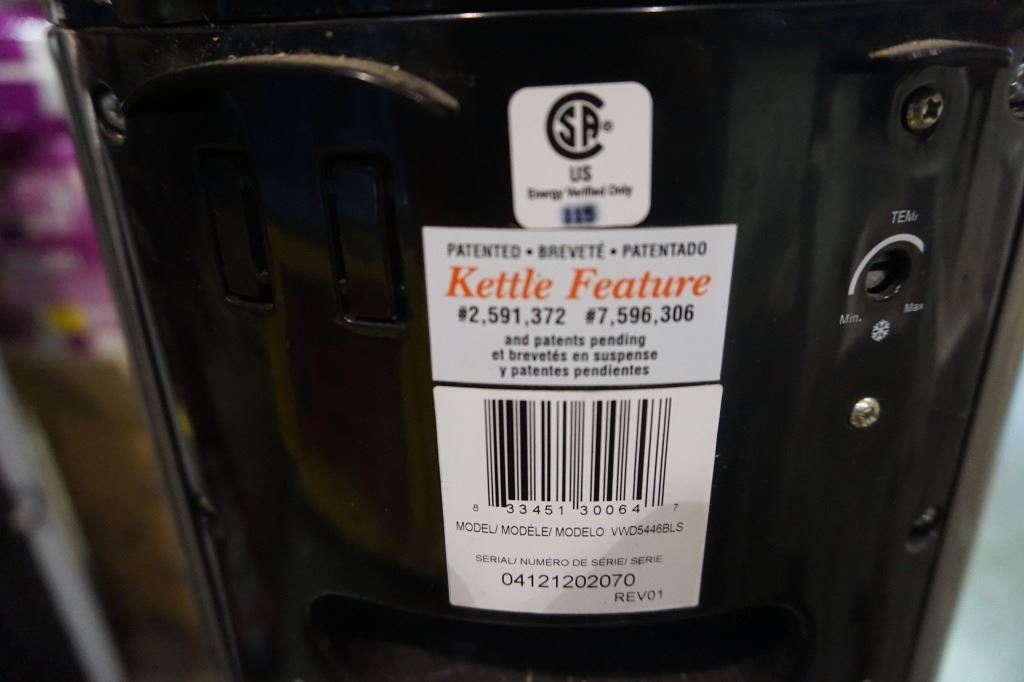 CSA®
US
Energy Verified Only
115
PATENTED • BREVETÉ • PATENTADO
Kettle Feature
#2,591,372 #7,596,306
and patents pending
et brevetés en suspense
y patentes pendientes
8 33451 30064 7
MODEL/ MODÈLE/ MODELO: VWD5446BLS
SERIAL/ NUMÉRO DE SÉRIE/ SERIE
04121202070
REV01
TEMP
Min. Max